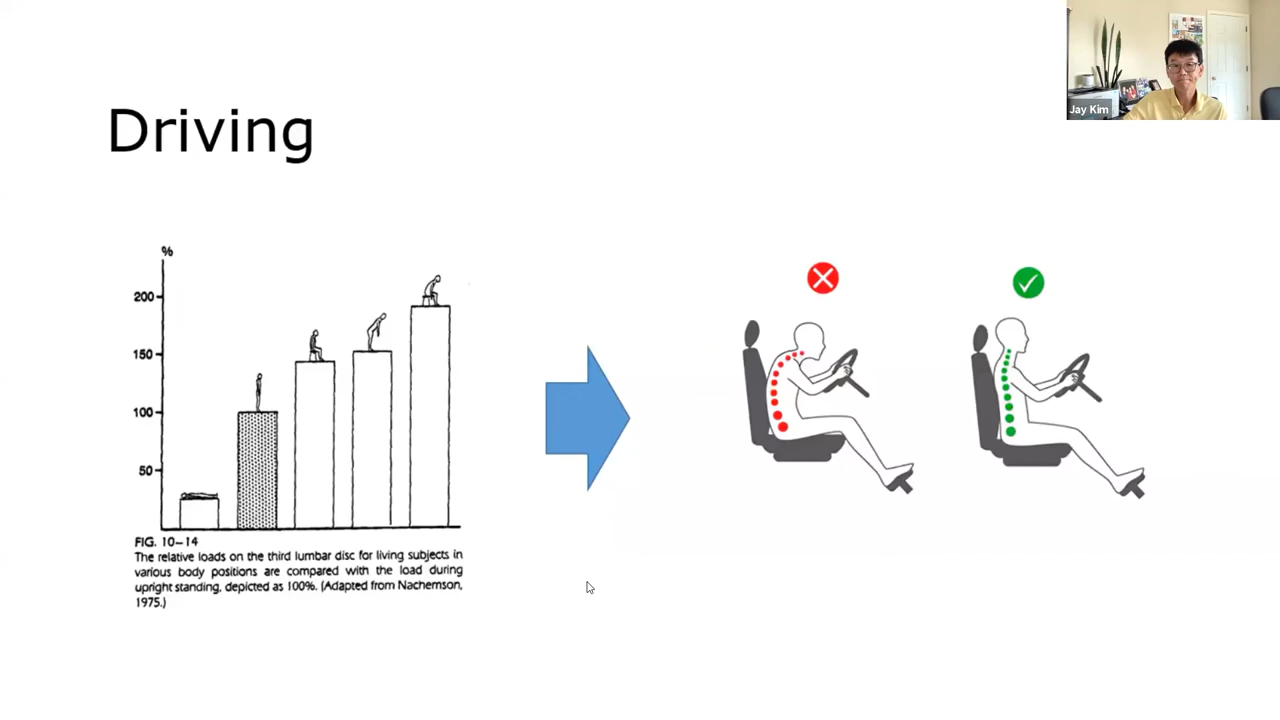 Jay Kim
Driving
%
200
150
100
50
FIG. 10–14
The relative loads on the third lumbar disc for living subjects in
various body positions are compared with the load during
upright standing, depicted as 100%. (Adapted from Nachemson,
1975.)